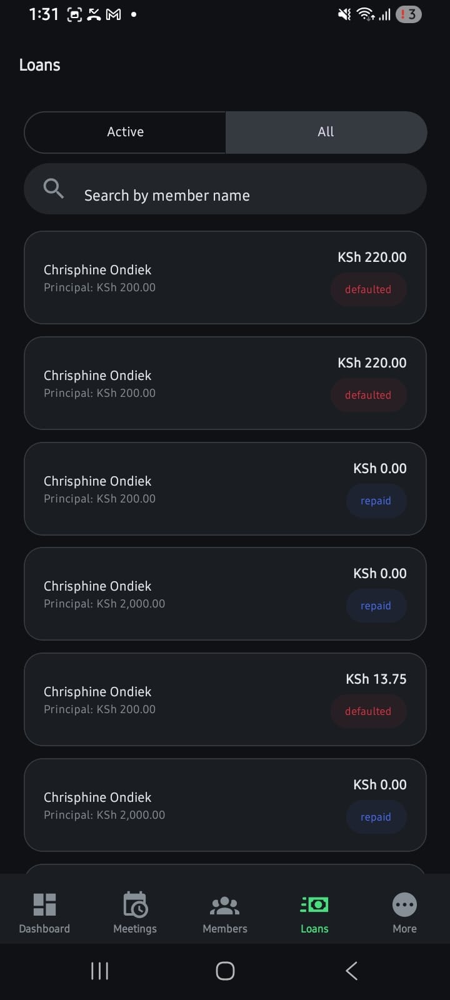 1:31
3
Loans
Active
All
Search by member name
Chrisphine Ondiek
Principal: KSh 200.00
KSh 220.00
defaulted
Chrisphine Ondiek
Principal: KSh 200.00
KSh 220.00
defaulted
Chrisphine Ondiek
Principal: KSh 200.00
KSh 0.00
repaid
Chrisphine Ondiek
Principal: KSh 2,000.00
KSh 0.00
repaid
Chrisphine Ondiek
Principal: KSh 200.00
KSh 13.75
defaulted
Chrisphine Ondiek
Principal: KSh 2,000.00
KSh 0.00
repaid
Dashboard
Meetings
Members
Loans
More